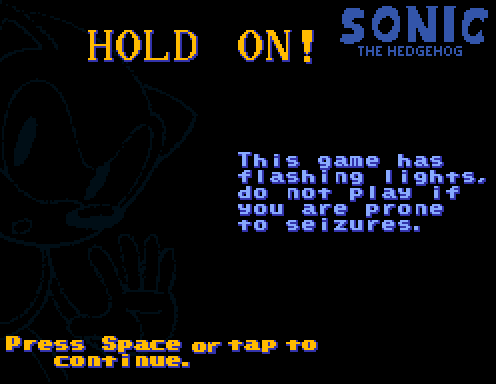 HOLD ON!
SONIC
THE HEDGEHOG
This game has
flashing lights,
do not play if
you are prone
to seizures.
Press Space or tap to
continue.